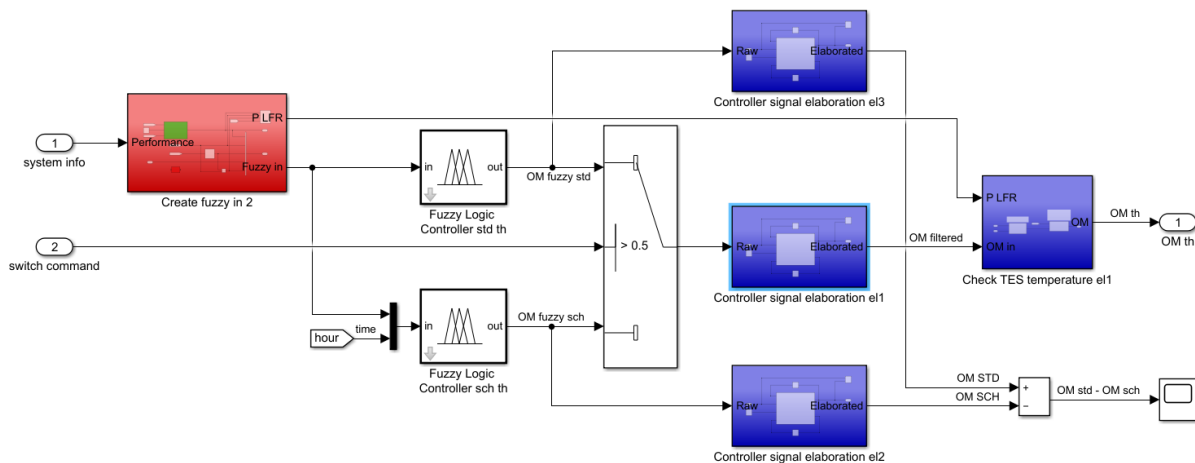 Raw
Elaborated
Controller signal elaboration el3
P LFR
Performance
Fuzzy in
Create fuzzy in 2
1
system info
in
out
OM fuzzy std
Fuzzy Logic
Controller std th
2
switch command
> 0.5
Raw
Elaborated
OM filtered
Controller signal elaboration el1
P LFR
OM in
OM
OM th
1
OM th
Check TES temperature el1
hour
time
in
out
OM fuzzy sch
Fuzzy Logic
Controller sch th
Raw
Elaborated
Controller signal elaboration el2
OM STD
OM SCH
+
−
OM std - OM sch